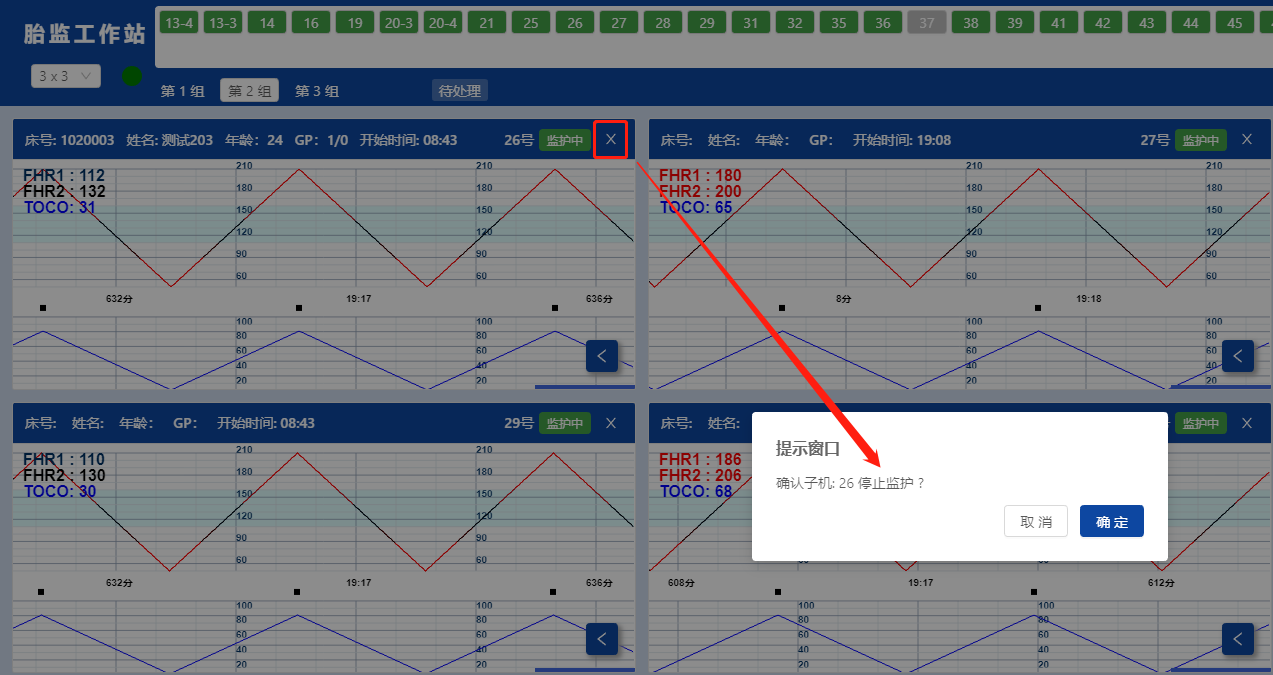 胎监工作站
13-4 13-3 14 16 19 20-3 20-4 21 25 26 27 28 29 31 32 35 36 37 38 39 41 42 43 44 45
3 x 3
第 1 组 第 2 组 第 3 组 待处理
床号: 1020003 姓名: 测试203 年龄: 24 GP: 1/0 开始时间: 08:43 26号 监护中 X
FHR1 : 112
FHR2 : 132
TOCO: 31
210 210
180 180
150 150
120 120
90 90
60 60
632分 19:17 636分
100 100
80 80
60 60
40 40
20 20
床号: 姓名: 年龄: GP: 开始时间: 19:08 27号 监护中 X
FHR1 : 180
FHR2 : 200
TOCO: 65
210 210
180 180
150 150
120 120
90 90
60 60
8分 19:18
100 100
80 80
60 60
40 40
20 20
床号: 姓名: 年龄: GP: 开始时间: 08:43 29号 监护中 X
FHR1 : 110
FHR2 : 130
TOCO: 30
210 210
180 180
150 150
120 120
90 90
60 60
632分 19:17 636分
100 100
80 80
60 60
40 40
20 20
床号: 姓名: 监护中 X
FHR1 : 186
FHR2 : 206
TOCO: 68
608分 19:17 612分
100 100
80 80
60 60
40 40
20 20
提示窗口
确认子机: 26 停止监护 ?
取 消 确 定